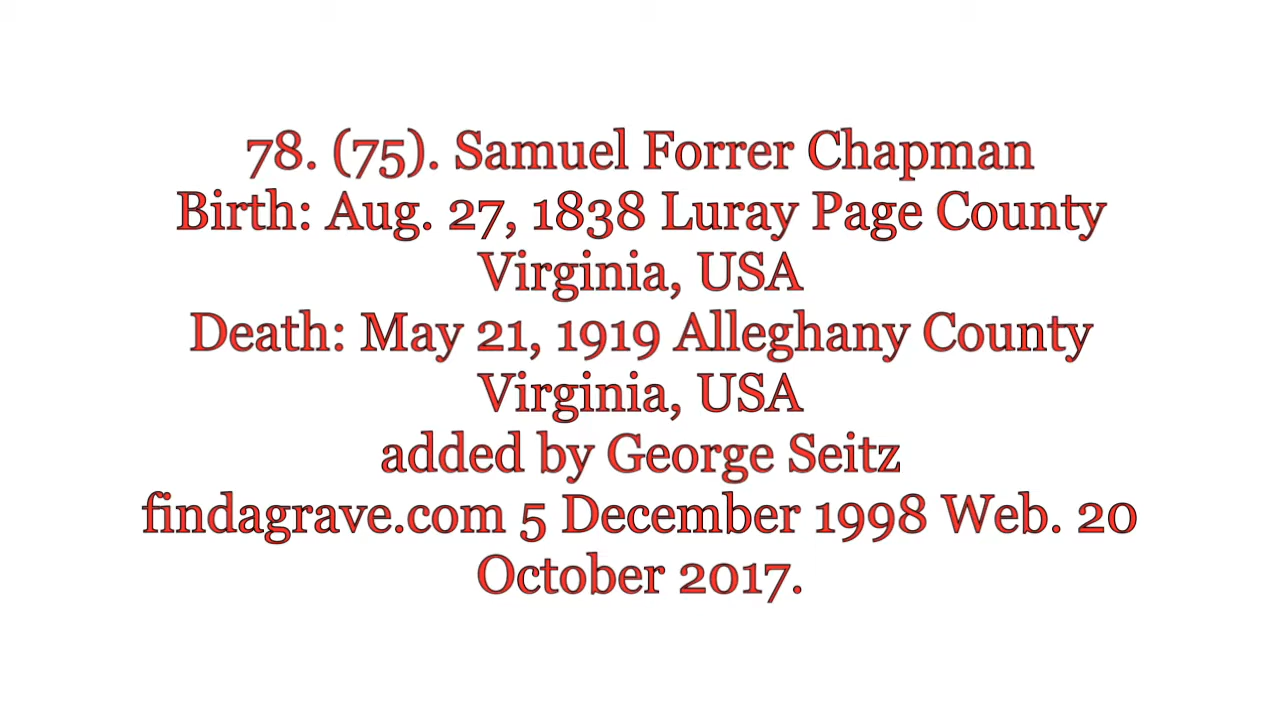 78. (75). Samuel Forrer Chapman
Birth: Aug. 27, 1838 Luray Page County
Virginia, USA
Death: May 21, 1919 Alleghany County
Virginia, USA
added by George Seitz
findagrave.com 5 December 1998 Web. 20
October 2017.